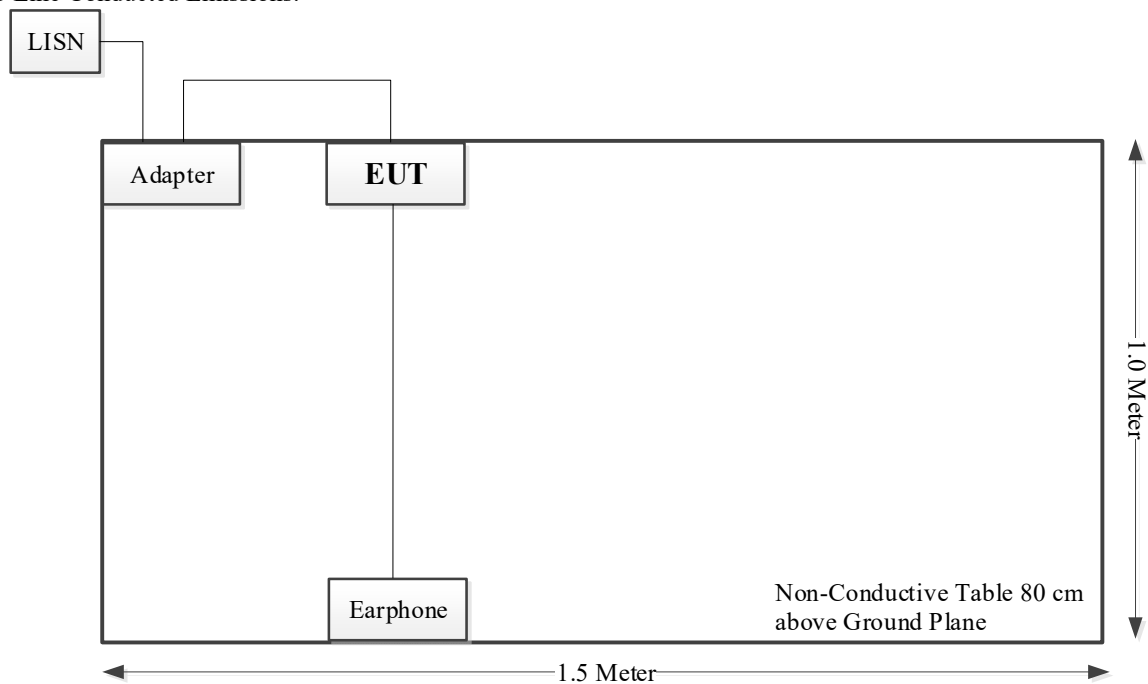 LISN
Adapter
EUT
Earphone
Non-Conductive Table 80 cm
above Ground Plane
1.0 Meter
1.5 Meter